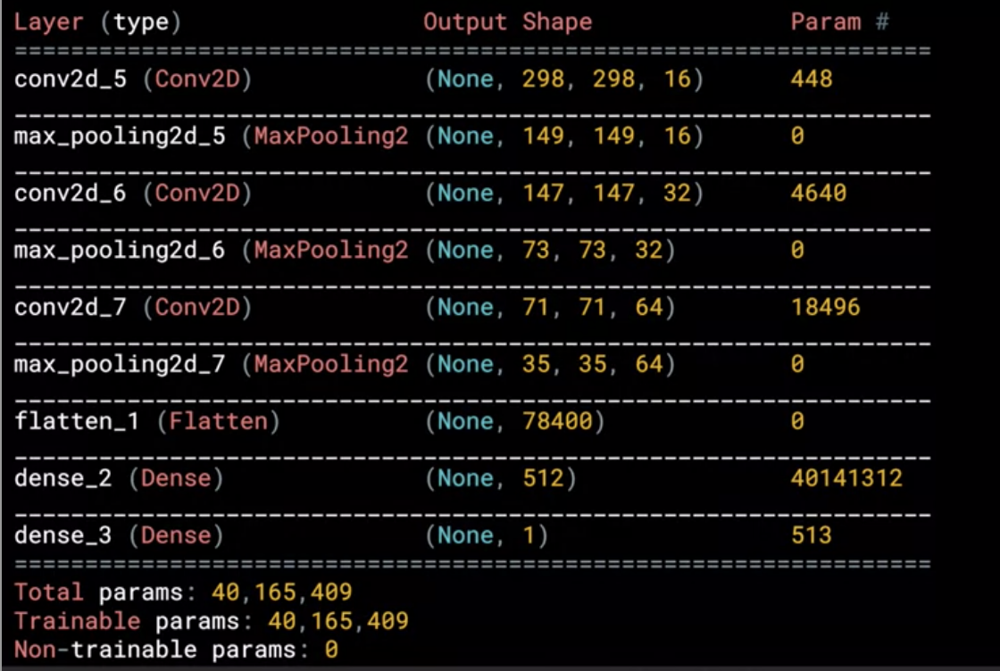 Layer (type) Output Shape Param #
=================================================================
conv2d_5 (Conv2D) (None, 298, 298, 16) 448
_________________________________________________________________
max_pooling2d_5 (MaxPooling2 (None, 149, 149, 16) 0
_________________________________________________________________
conv2d_6 (Conv2D) (None, 147, 147, 32) 4640
_________________________________________________________________
max_pooling2d_6 (MaxPooling2 (None, 73, 73, 32) 0
_________________________________________________________________
conv2d_7 (Conv2D) (None, 71, 71, 64) 18496
_________________________________________________________________
max_pooling2d_7 (MaxPooling2 (None, 35, 35, 64) 0
_________________________________________________________________
flatten_1 (Flatten) (None, 78400) 0
_________________________________________________________________
dense_2 (Dense) (None, 512) 40141312
_________________________________________________________________
dense_3 (Dense) (None, 1) 513
=================================================================
Total params: 40,165,409
Trainable params: 40,165,409
Non-trainable params: 0